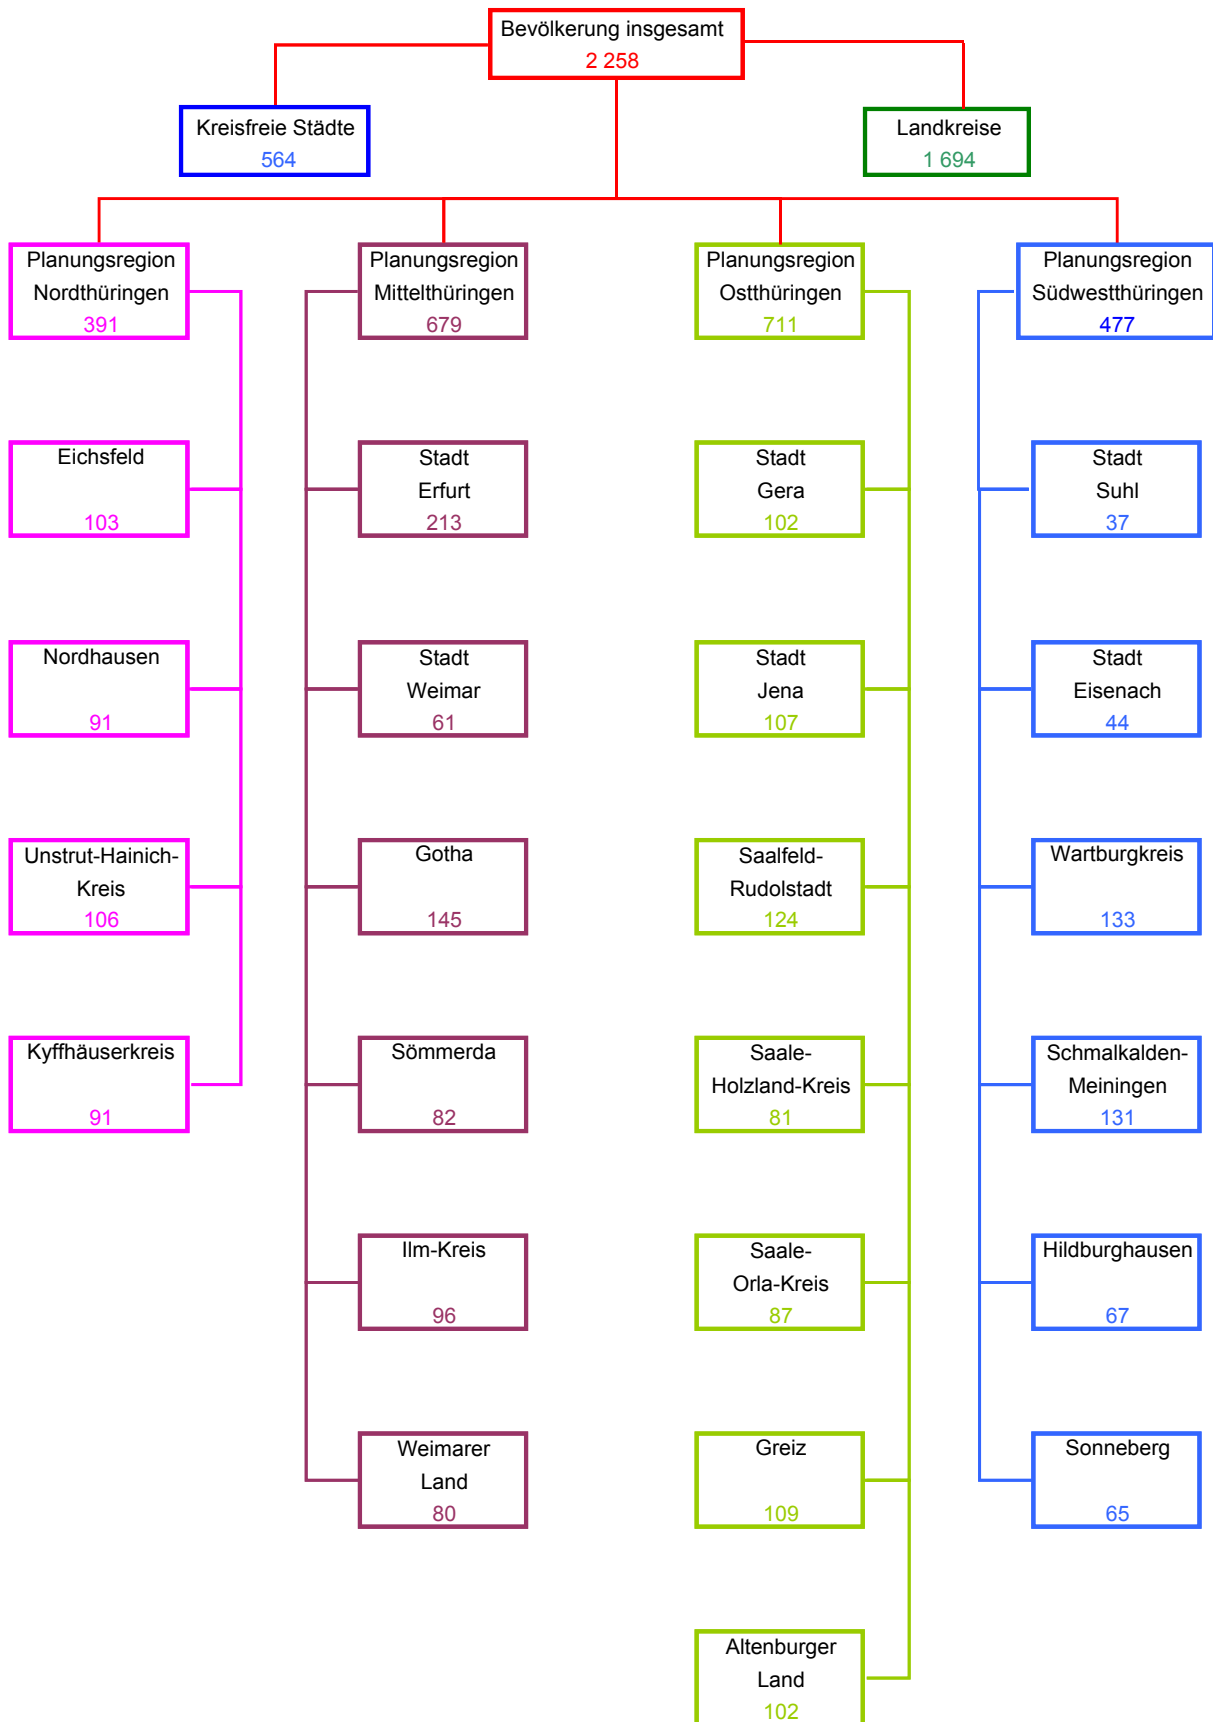 Bevölkerung insgesamt
2 258
Kreisfreie Städte
564
Landkreise
1 694
Planungsregion
Nordthüringen
391
Eichsfeld
103
Nordhausen
91
Unstrut-Hainich-
Kreis
106
Kyffhäuserkreis
91
Planungsregion
Mittelthüringen
679
Stadt
Erfurt
213
Stadt
Weimar
61
Gotha
145
Sömmerda
82
Ilm-Kreis
96
Weimarer
Land
80
Planungsregion
Ostthüringen
711
Stadt
Gera
102
Stadt
Jena
107
Saalfeld-
Rudolstadt
124
Saale-
Holzland-Kreis
81
Saale-
Orla-Kreis
87
Greiz
109
Altenburger
Land
102
Planungsregion
Südwestthüringen
477
Stadt
Suhl
37
Stadt
Eisenach
44
Wartburgkreis
133
Schmalkalden-
Meiningen
131
Hildburghausen
67
Sonneberg
65